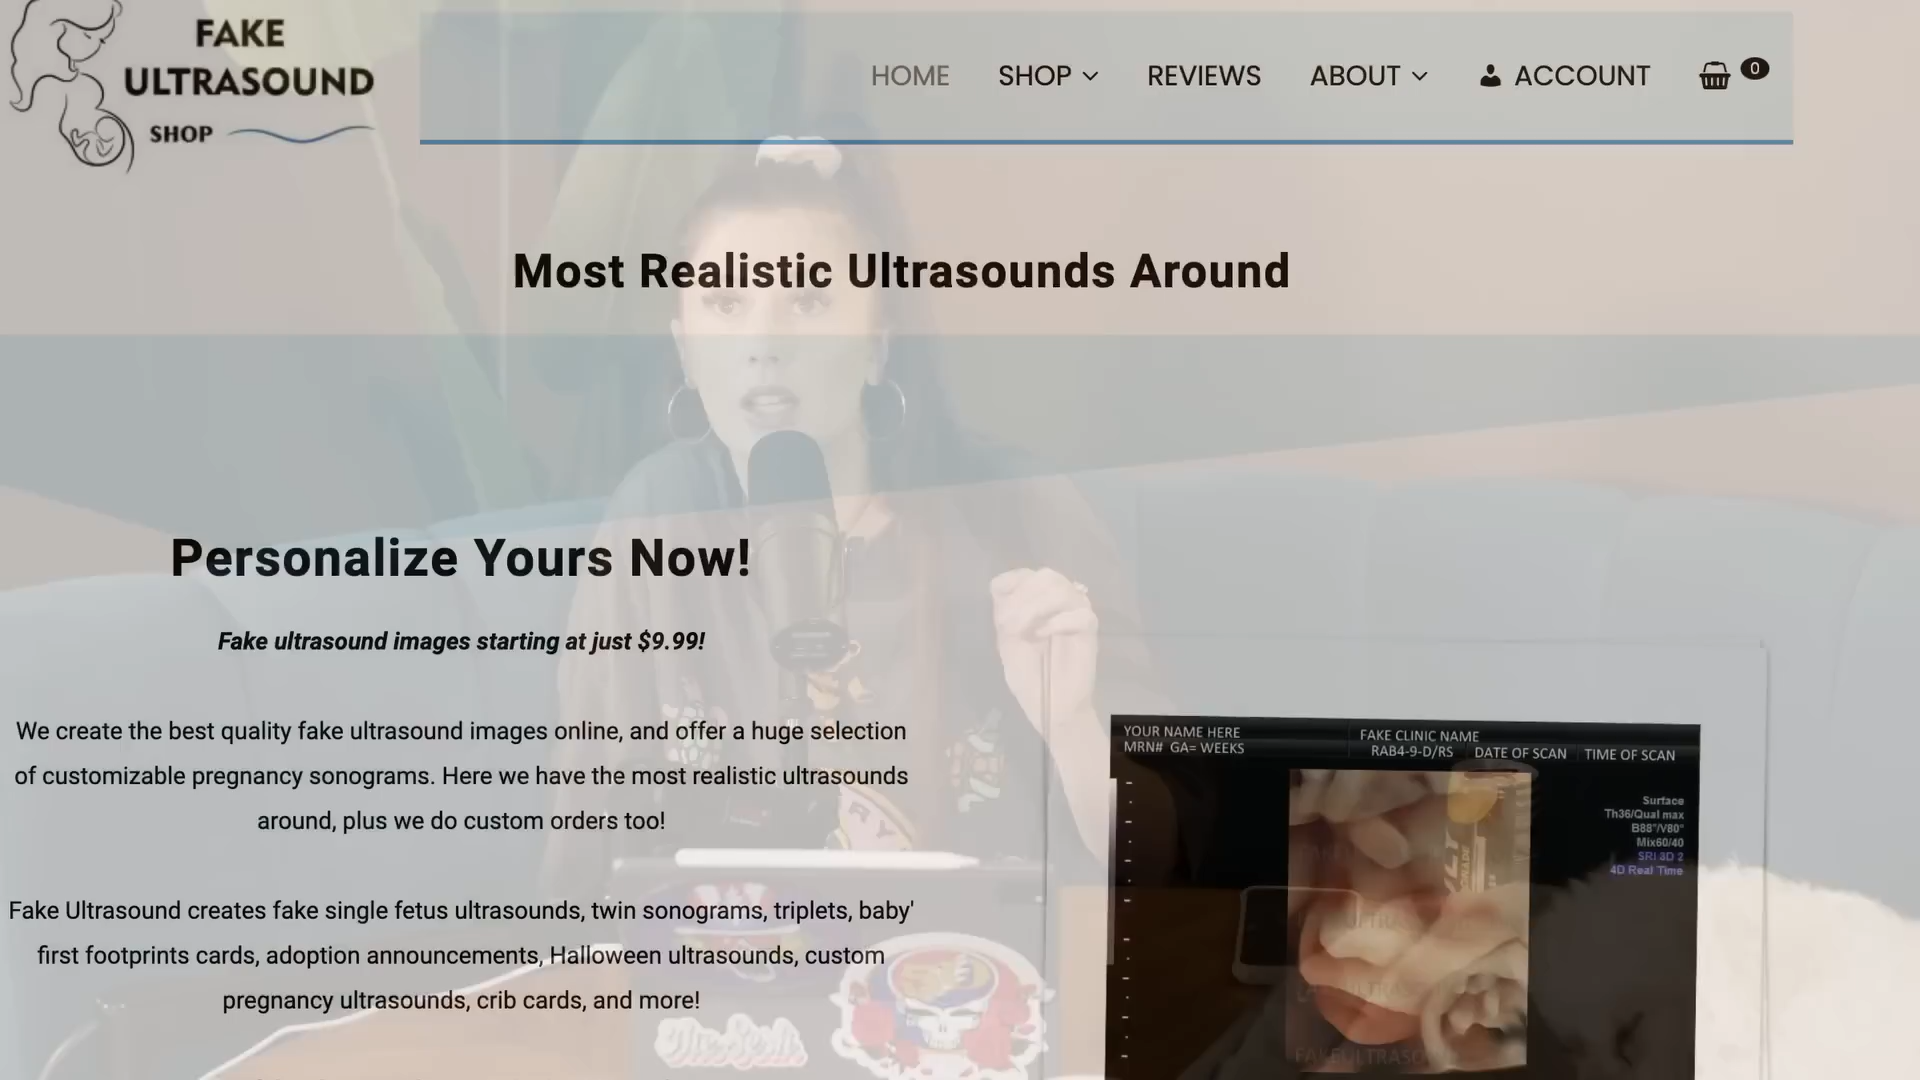 FAKE
ULTRASOUND
SHOP
HOME
SHOP
REVIEWS
ABOUT
ACCOUNT
0
Most Realistic Ultrasounds Around
Personalize Yours Now!
Fake ultrasound images starting at just $9.99!
We create the best quality fake ultrasound images online, and offer a huge selection
of customizable pregnancy sonograms. Here we have the most realistic ultrasounds
around, plus we do custom orders too!
Fake Ultrasound creates fake single fetus ultrasounds, twin sonograms, triplets, baby'
first footprints cards, adoption announcements, Halloween ultrasounds, custom
pregnancy ultrasounds, crib cards, and more!
YOUR NAME HERE
MRN# GA= WEEKS
FAKE CLINIC NAME
RAB4-9-D/RS
DATE OF SCAN
TIME OF SCAN
Surface
Th36/Qual max
B88°/V80°
Mix60/40
SRI 3D 2
4D Real Time